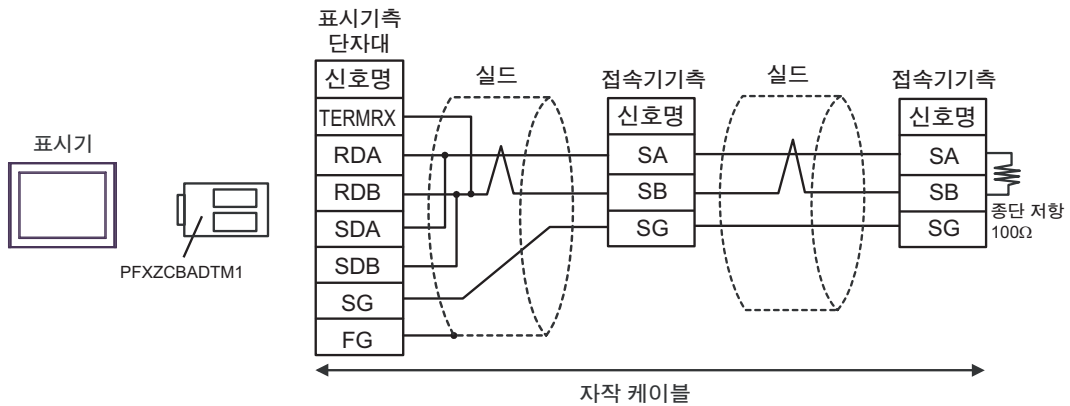 표시기
PFXZCBADTM1
표시기측
단자대
신호명
TERMRX
RDA
RDB
SDA
SDB
SG
FG
실드
접속기기측
신호명
SA
SB
SG
실드
접속기기측
신호명
SA
SB
SG
종단 저항
100Ω
자작 케이블